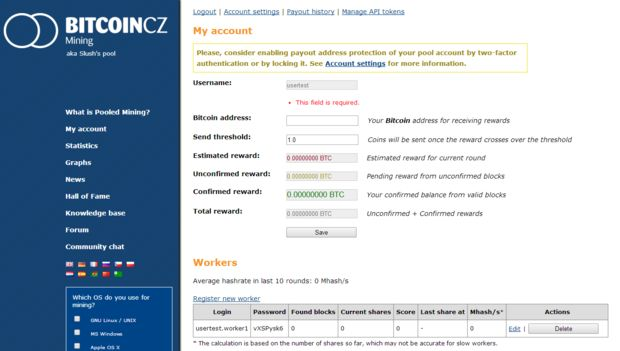 BITCOINCZ
Mining
aka Slush's pool
What is Pooled Mining?
My account
Statistics
Graphs
News
Hall of Fame
Knowledge base
Forum
Community chat
Which OS do you use for
mining?
GNU Linux / UNIX
MS Windows
Apple OS X
Logout | Account settings | Payout history | Manage API tokens
My account
Please, consider enabling payout address protection of your pool account by two-factor
authentication or by locking it. See Account settings for more information.
Username: usertest
• This field is required.
Bitcoin address: Your Bitcoin address for receiving rewards
Send threshold: 1.0 Coins will be sent once the reward crosses over the threshold
Estimated reward: 0.00000000 BTC Estimated reward for current round
Unconfirmed reward: 0.00000000 BTC Pending reward from unconfirmed blocks
Confirmed reward: 0.00000000 BTC Your confirmed balance from valid blocks
Total reward: 0.00000000 BTC Unconfirmed + Confirmed rewards
Save
Workers
Average hashrate in last 10 rounds: 0 Mhash/s
Register new worker
Login Password Found blocks Current shares Score Last share at Mhash/s* Actions
usertest.worker1 vXSPysk6 0 0 0 - 0 Edit | Delete
* The calculation is based on the number of shares so far, which may not be accurate for slow workers.